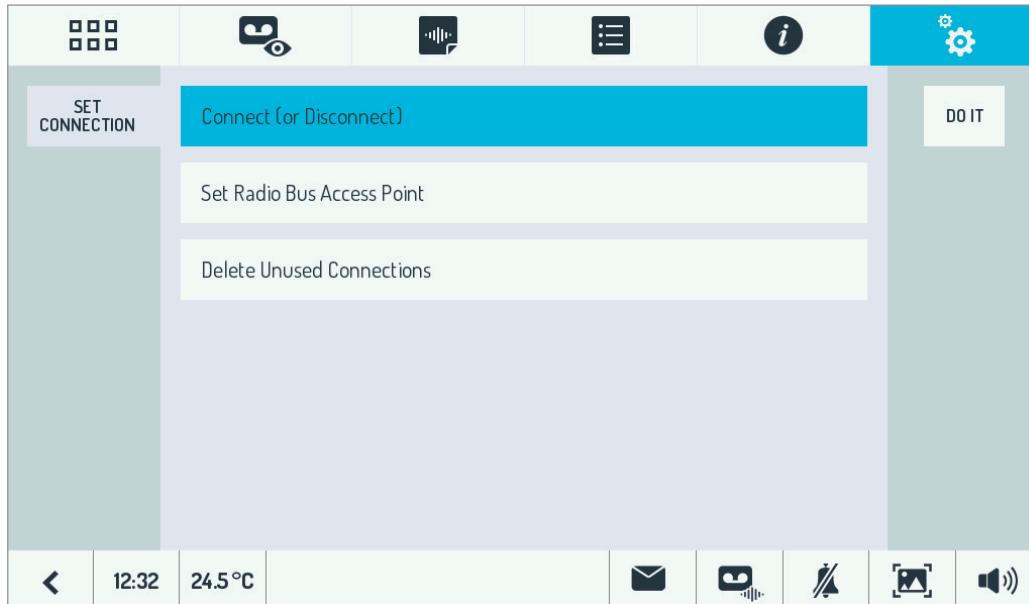 SET
CONNECTION
Connect (or Disconnect)
DO IT
Set Radio Bus Access Point
Delete Unused Connections
12:32
24.5 °C